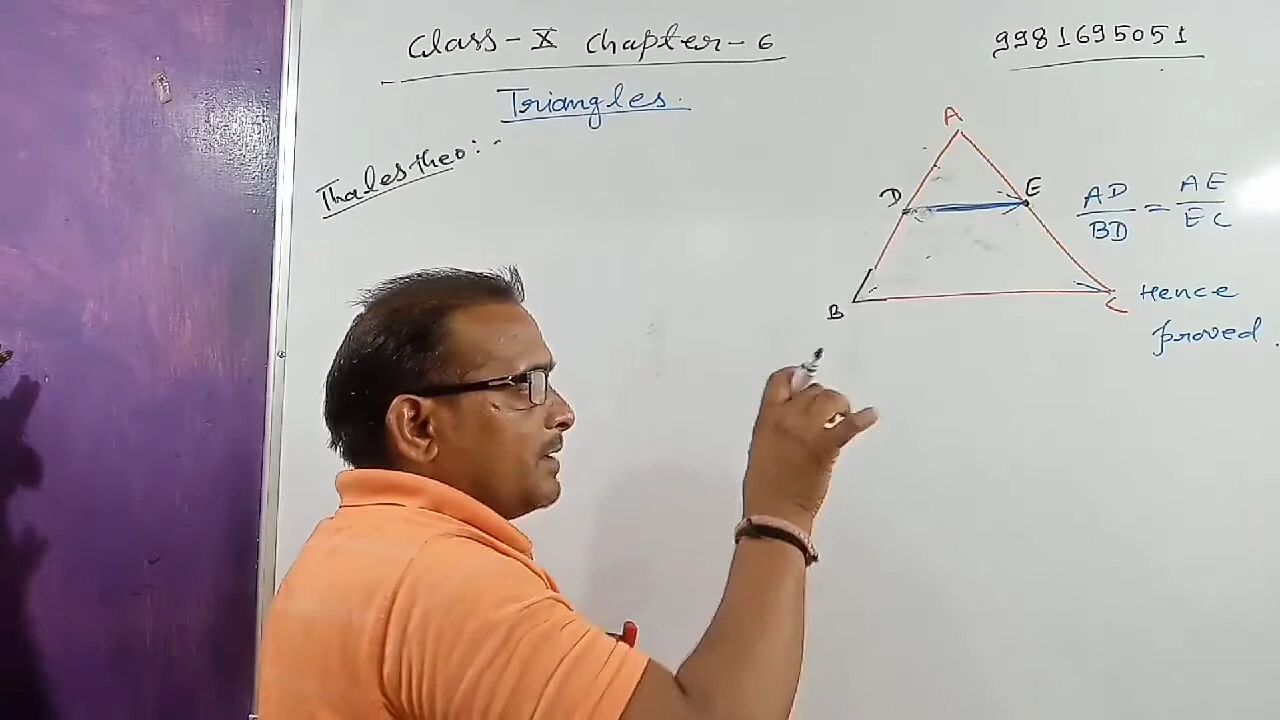 Class - X Chapter - 6
9981695051
Triangles.
Thales theo : -
A
D
E
AD/BD = AE/EC
B
C
Hence
proved.